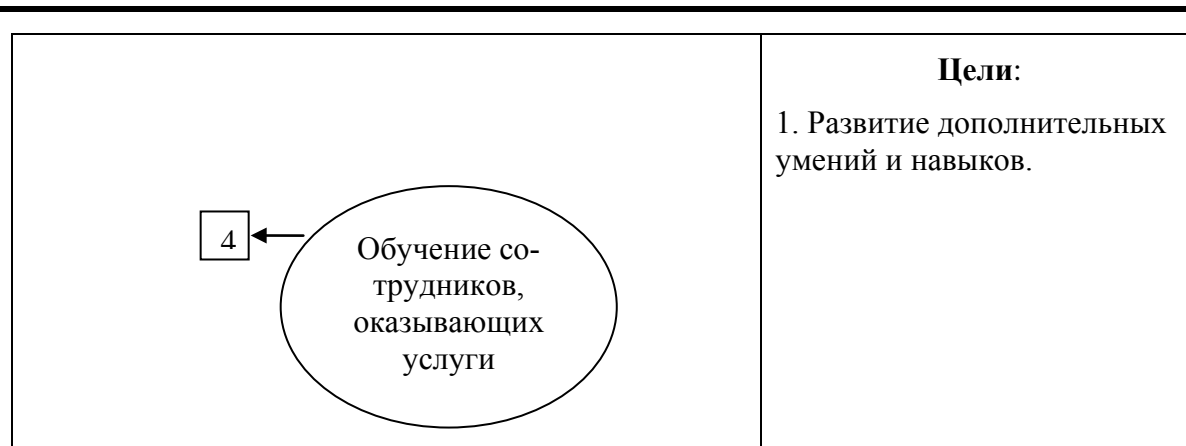 Цели:
1. Развитие дополнительных
умений и навыков.
4
Обучение со-
трудников,
оказывающих
услуги